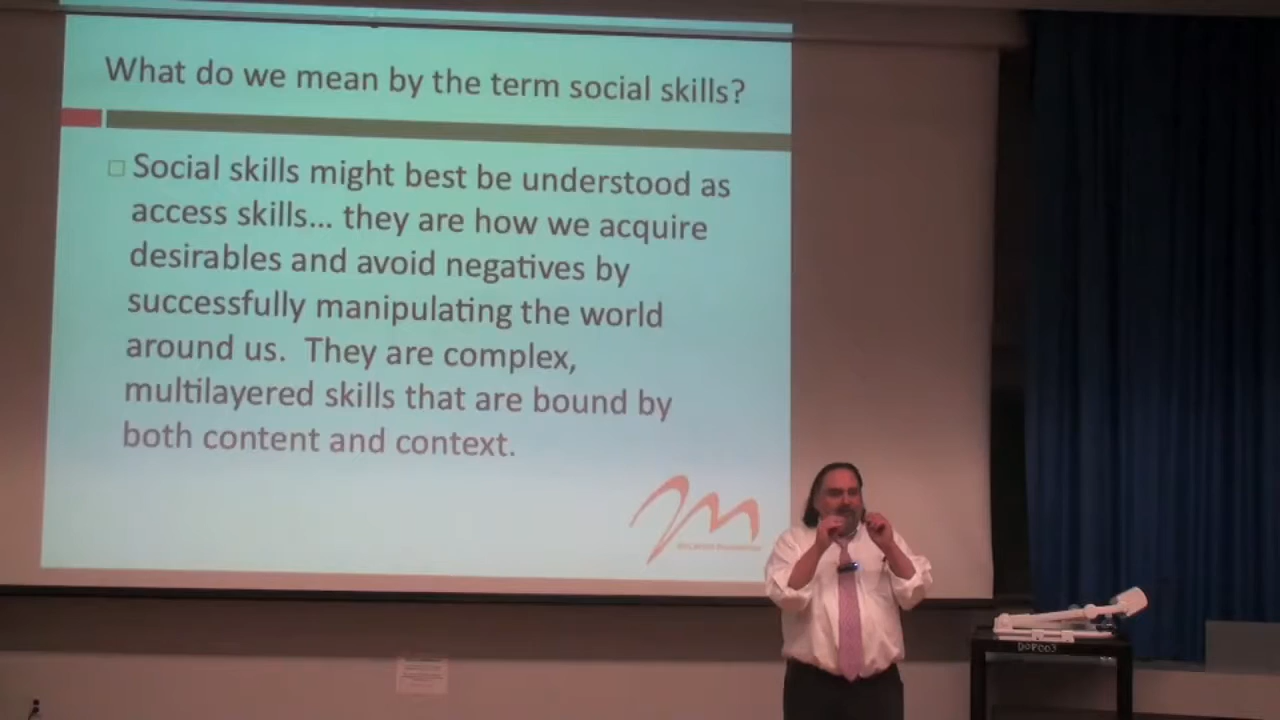 What do we mean by the term social skills?
Social skills might best be understood as
access skills... they are how we acquire
desirables and avoid negatives by
successfully manipulating the world
around us.  They are complex,
multilayered skills that are bound by
both content and context.
DOP003